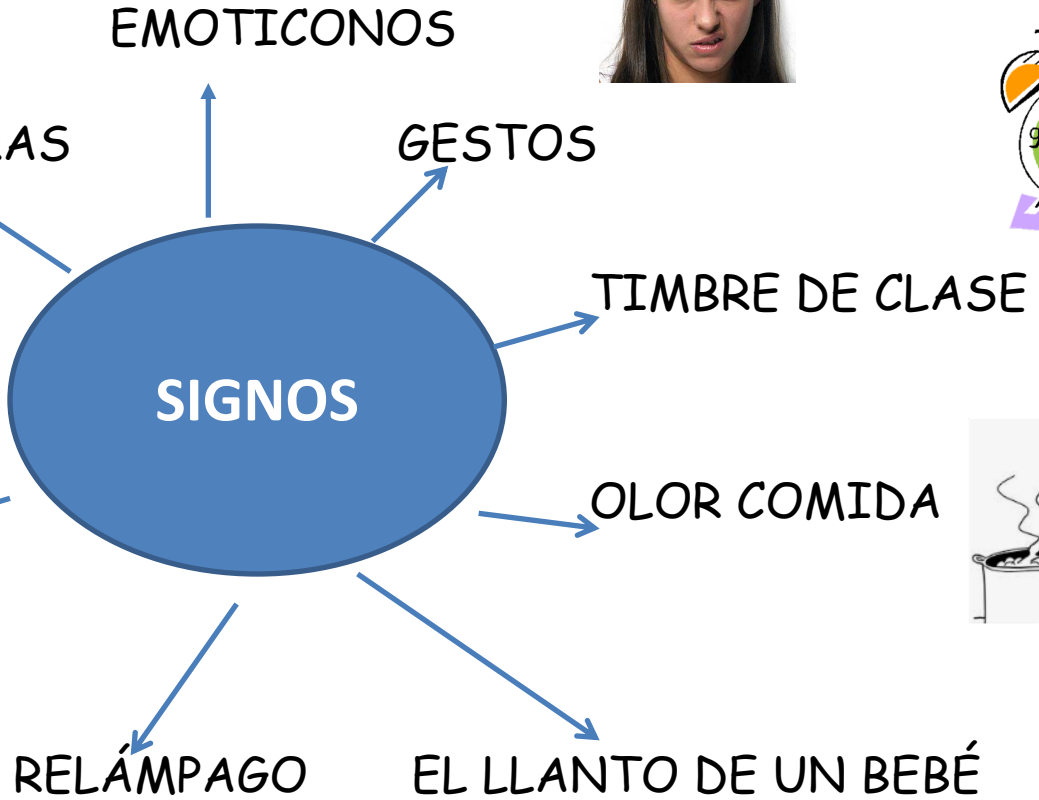 EMOTICONOS
GESTOS
TIMBRE DE CLASE
SIGNOS
OLOR COMIDA
RELÁMPAGO
EL LLANTO DE UN BEBÉ